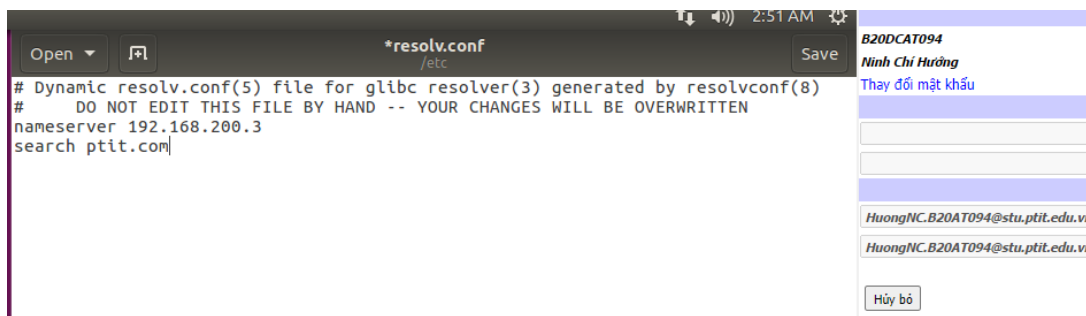 2:51 AM
Open
*resolv.conf
/etc
Save
# Dynamic resolv.conf(5) file for glibc resolver(3) generated by resolvconf(8)
#     DO NOT EDIT THIS FILE BY HAND -- YOUR CHANGES WILL BE OVERWRITTEN
nameserver 192.168.200.3
search ptit.com
B20DCAT094
Ninh Chí Hưởng
Thay đổi mật khẩu
HuongNC.B20AT094@stu.ptit.edu.v
HuongNC.B20AT094@stu.ptit.edu.v
Hủy bỏ